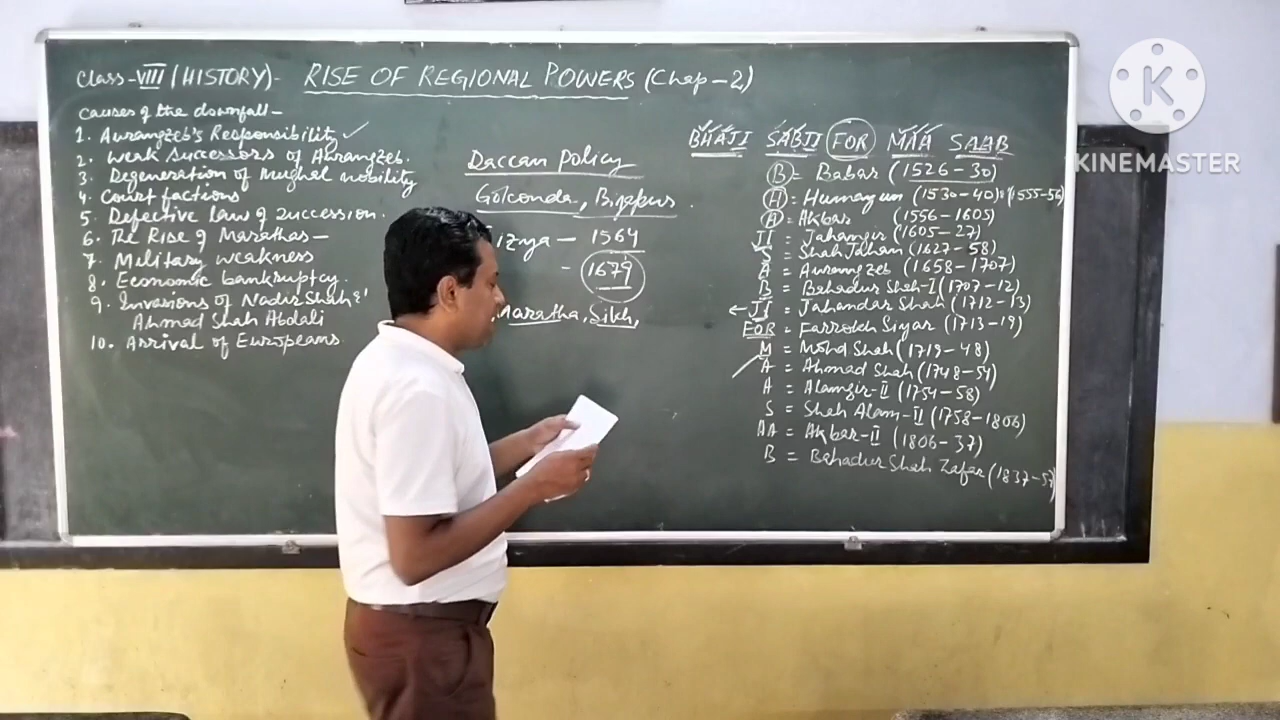 Class-VIII (HISTORY)- RISE OF REGIONAL POWERS (Chap-2)
Causes of the downfall-
1. Aurangzeb's Responsibility ✓
2. Weak successors of Aurangzeb.
3. Degeneration of Mughal nobility
4. Court factions
5. Defective law of succession.
6. The Rise of Marathas-
7. Military weakness
8. Economic bankruptcy.
9. Invasions of Nadir Shah &
Ahmad Shah Abdali
10. Arrival of Europeans
Daccan Policy
Golconda, Bijapur.
izya - 1564
- 1679
Maratha, Sikh,
BHAJI SABJI FOR MAA SAAB
B = Babar (1526-30)
H = Humayun (1530-40) (1555-56)
A = Akbar (1556-1605)
JI = Jahangir (1605-27)
S = Shah Jahan (1627-58)
A = Aurangzeb (1658-1707)
B = Bahadur Shah-I (1707-12)
JI = Jahandar Shah (1712-13)
FOR = Farrokh Siyar (1713-19)
M = Mohd Shah (1719-48)
A = Ahmad Shah (1748-54)
A = Alamgir-II (1754-58)
S = Shah Alam-II (1758-1806)
AA = Akbar-II (1806-37)
B = Bahadur Shah Zafar (1837-57)
K
KINEMASTER